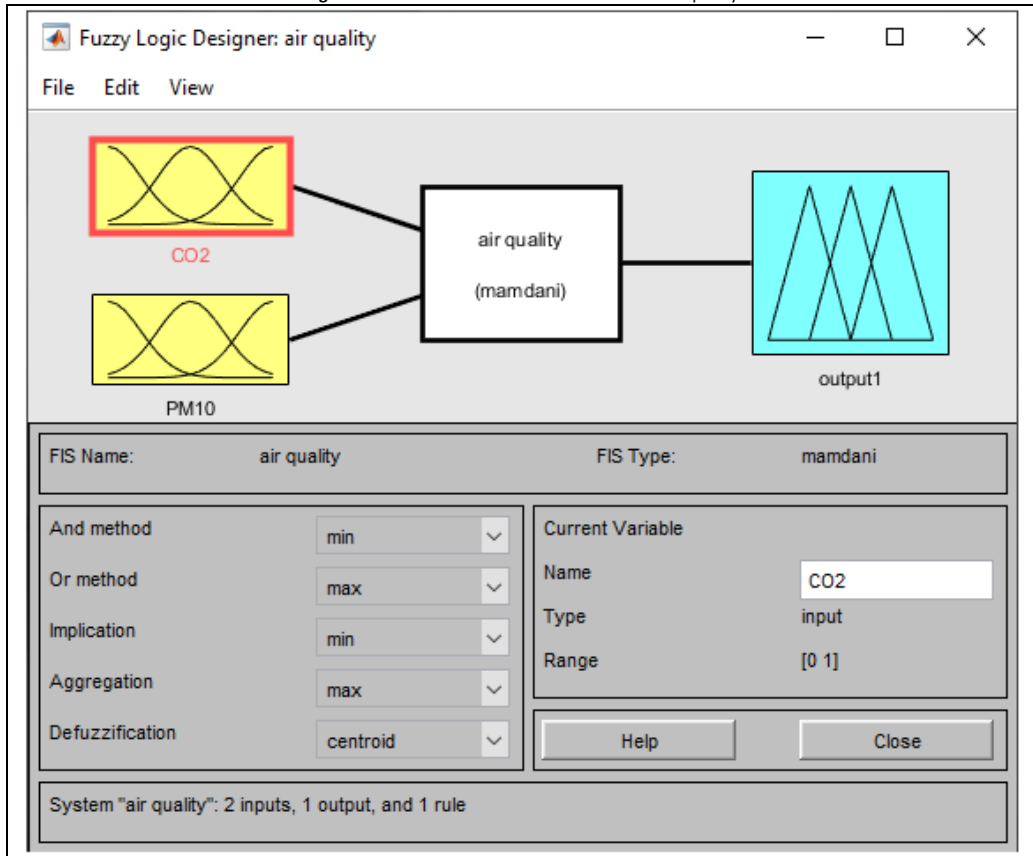 Fuzzy Logic Designer: air quality
File Edit View
CO2
PM10
air quality
(mamdani)
output1
FIS Name: air quality FIS Type: mamdani
And method min
Or method max
Implication min
Aggregation max
Defuzzification centroid
Current Variable
Name CO2
Type input
Range [0 1]
Help Close
System "air quality": 2 inputs, 1 output, and 1 rule